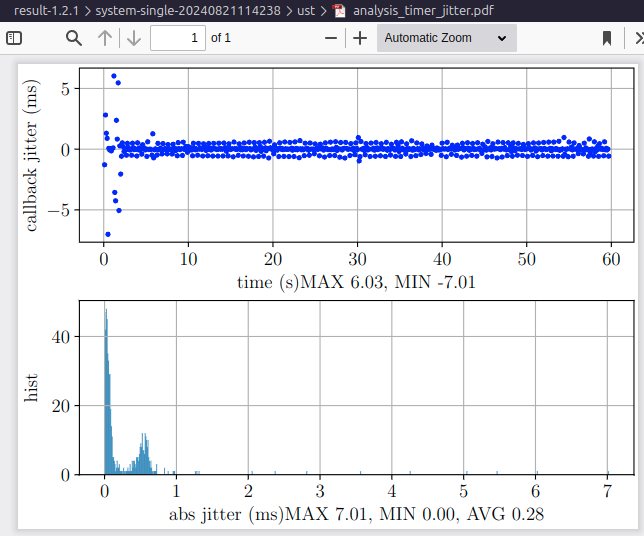 result-1.2.1 > system-single-20240821114238 > ust > analysis_timer_jitter.pdf
1 of 1 Automatic Zoom
callback jitter (ms)
5
0
−5
0 10 20 30 40 50 60
time (s)MAX 6.03, MIN -7.01
hist
40
20
0
0 1 2 3 4 5 6 7
abs jitter (ms)MAX 7.01, MIN 0.00, AVG 0.28